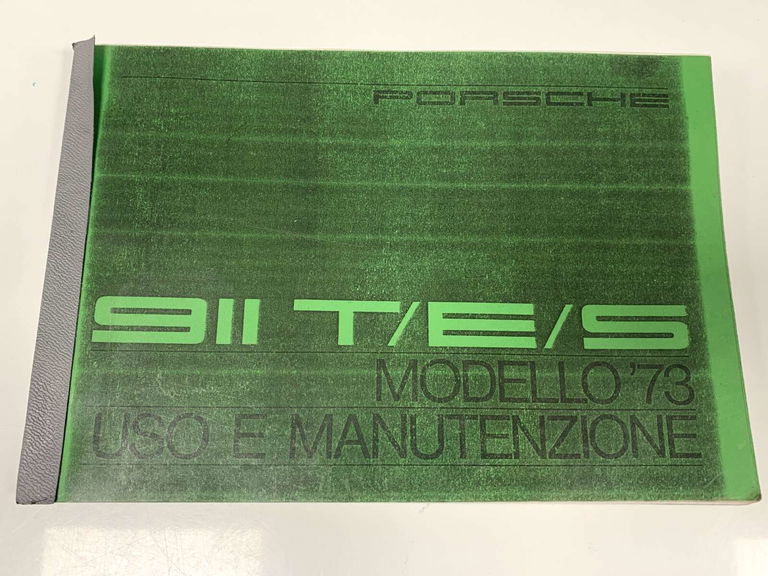 PORSCHE
911 T/E/S
MODELLO '73
USO E MANUTENZIONE